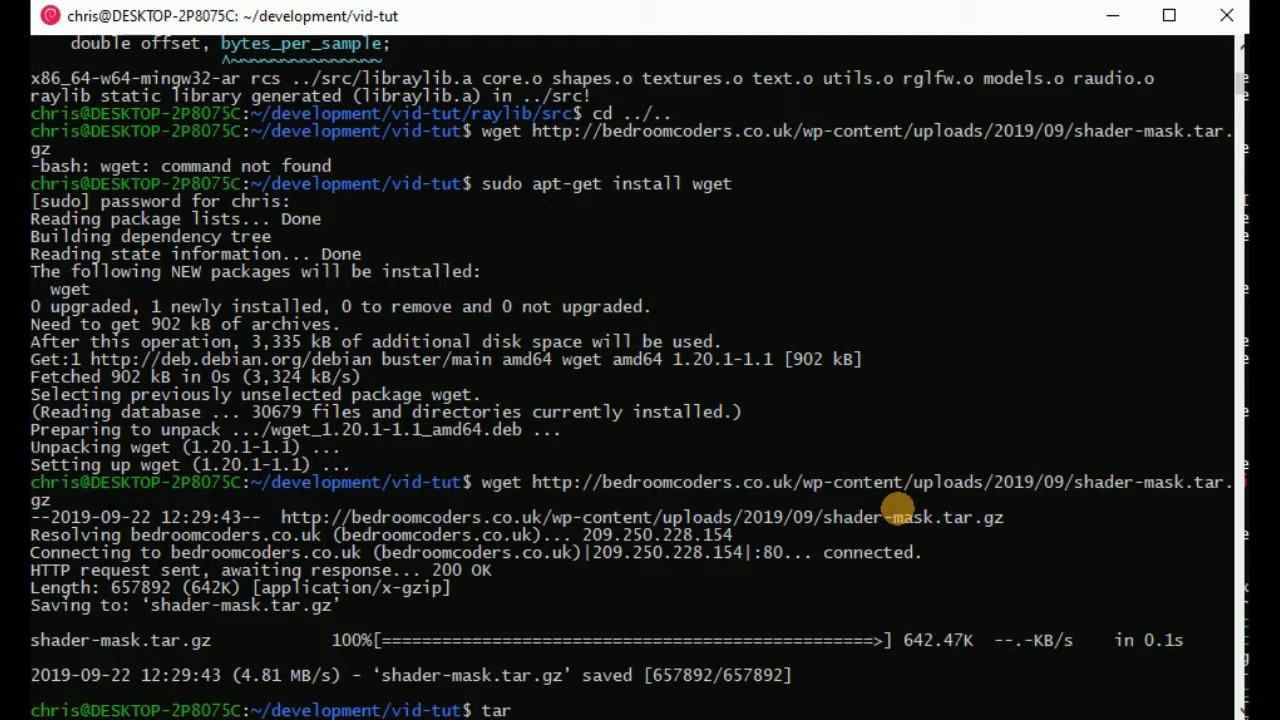 chris@DESKTOP-2P8075C: ~/development/vid-tut
double offset, bytes_per_sample;
^~~~~~~~~~~~~~~~
x86_64-w64-mingw32-ar rcs ../src/libraylib.a core.o shapes.o textures.o text.o utils.o rglfw.o models.o raudio.o
raylib static library generated (libraylib.a) in ../src!
chris@DESKTOP-2P8075C:~/development/vid-tut/raylib/src$ cd ../..
chris@DESKTOP-2P8075C:~/development/vid-tut$ wget http://bedroomcoders.co.uk/wp-content/uploads/2019/09/shader-mask.tar.
gz
-bash: wget: command not found
chris@DESKTOP-2P8075C:~/development/vid-tut$ sudo apt-get install wget
[sudo] password for chris:
Reading package lists... Done
Building dependency tree
Reading state information... Done
The following NEW packages will be installed:
  wget
0 upgraded, 1 newly installed, 0 to remove and 0 not upgraded.
Need to get 902 kB of archives.
After this operation, 3,335 kB of additional disk space will be used.
Get:1 http://deb.debian.org/debian buster/main amd64 wget amd64 1.20.1-1.1 [902 kB]
Fetched 902 kB in 0s (3,324 kB/s)
Selecting previously unselected package wget.
(Reading database ... 30679 files and directories currently installed.)
Preparing to unpack .../wget_1.20.1-1.1_amd64.deb ...
Unpacking wget (1.20.1-1.1) ...
Setting up wget (1.20.1-1.1) ...
chris@DESKTOP-2P8075C:~/development/vid-tut$ wget http://bedroomcoders.co.uk/wp-content/uploads/2019/09/shader-mask.tar.
gz
--2019-09-22 12:29:43--  http://bedroomcoders.co.uk/wp-content/uploads/2019/09/shader-mask.tar.gz
Resolving bedroomcoders.co.uk (bedroomcoders.co.uk)... 209.250.228.154
Connecting to bedroomcoders.co.uk (bedroomcoders.co.uk)|209.250.228.154|:80... connected.
HTTP request sent, awaiting response... 200 OK
Length: 657892 (642K) [application/x-gzip]
Saving to: ‘shader-mask.tar.gz’
shader-mask.tar.gz            100%[=================================================>] 642.47K  --.-KB/s    in 0.1s
2019-09-22 12:29:43 (4.81 MB/s) - ‘shader-mask.tar.gz’ saved [657892/657892]
chris@DESKTOP-2P8075C:~/development/vid-tut$ tar